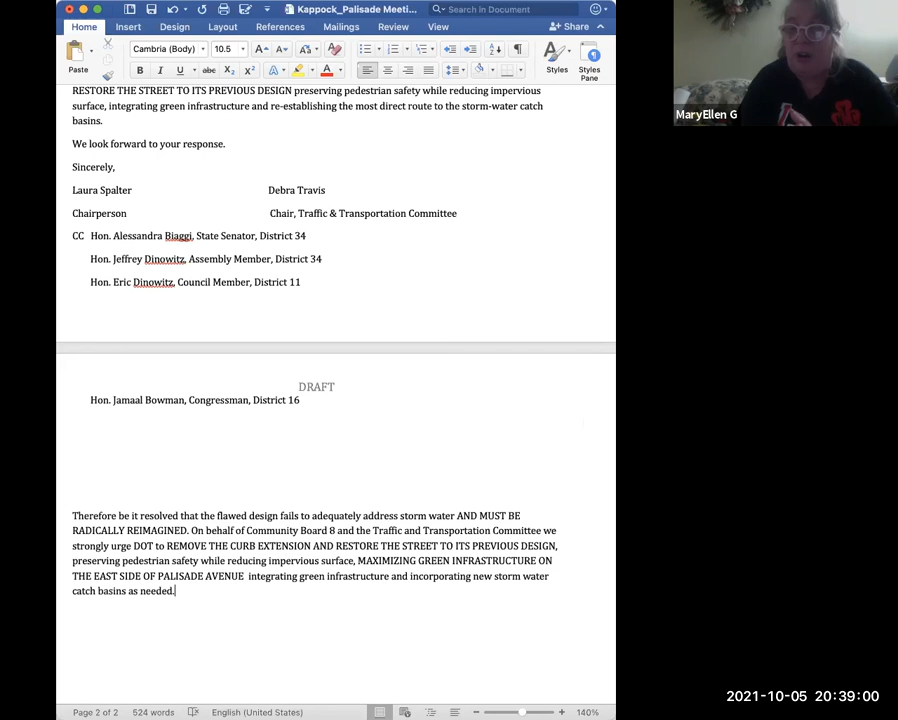 Kappock_Palisade Meeti...
Search in Document
Home Insert Design Layout References Mailings Review View Share
Paste Cambria (Body) 10.5 Styles Styles Pane
RESTORE THE STREET TO ITS PREVIOUS DESIGN preserving pedestrian safety while reducing impervious
surface, integrating green infrastructure and re-establishing the most direct route to the storm-water catch
basins.
We look forward to your response.
Sincerely,
Laura Spalter Debra Travis
Chairperson Chair, Traffic & Transportation Committee
CC Hon. Alessandra Biaggi, State Senator, District 34
Hon. Jeffrey Dinowitz, Assembly Member, District 34
Hon. Eric Dinowitz, Council Member, District 11
DRAFT
Hon. Jamaal Bowman, Congressman, District 16
Therefore be it resolved that the flawed design fails to adequately address storm water AND MUST BE
RADICALLY REIMAGINED. On behalf of Community Board 8 and the Traffic and Transportation Committee we
strongly urge DOT to REMOVE THE CURB EXTENSION AND RESTORE THE STREET TO ITS PREVIOUS DESIGN,
preserving pedestrian safety while reducing impervious surface, MAXIMIZING GREEN INFRASTRUCTURE ON
THE EAST SIDE OF PALISADE AVENUE integrating green infrastructure and incorporating new storm water
catch basins as needed.
Page 2 of 2 524 words English (United States) 140%
MaryEllen G
2021-10-05 20:39:00